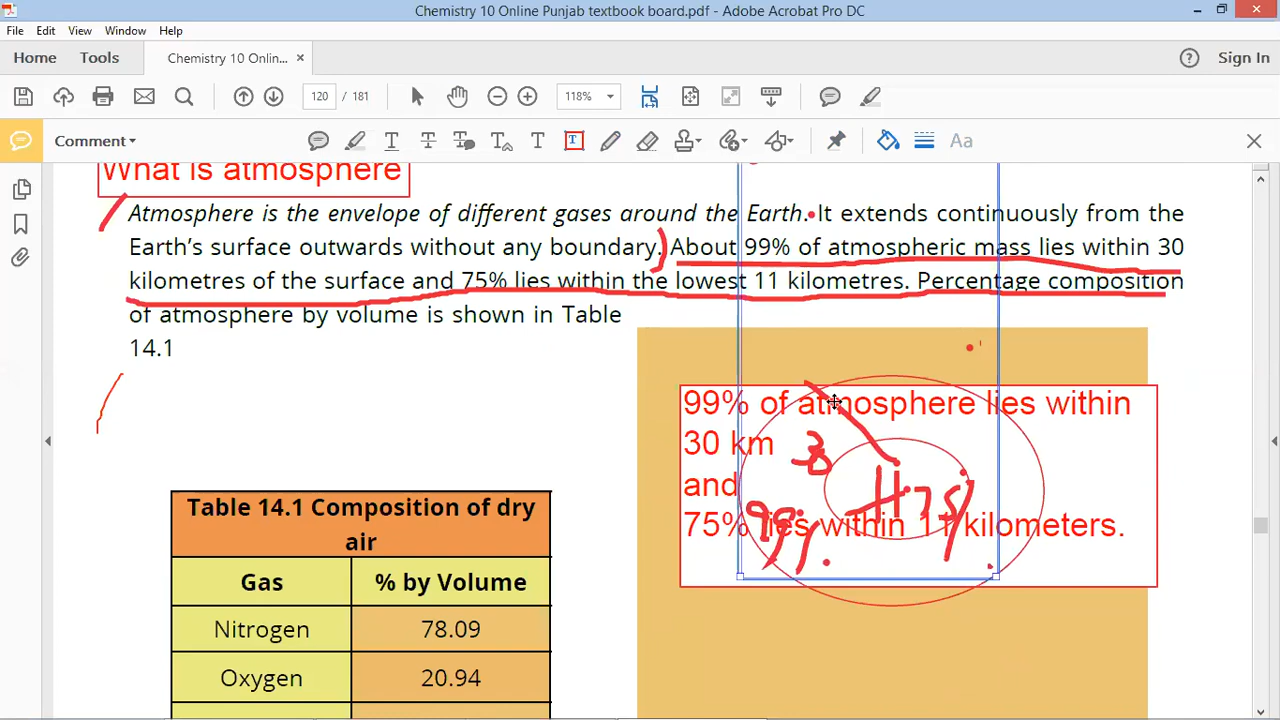 Chemistry 10 Online Punjab textbook board.pdf - Adobe Acrobat Pro DC
File Edit View Window Help
Home Tools Chemistry 10 Onlin... × Sign In
120 / 181 118%
Comment
What is atmosphere
Atmosphere is the envelope of different gases around the Earth. It extends continuously from the
Earth's surface outwards without any boundary. About 99% of atmospheric mass lies within 30
kilometres of the surface and 75% lies within the lowest 11 kilometres. Percentage composition
of atmosphere by volume is shown in Table
14.1
99% of atmosphere lies within
30 km
and
75% lies within 11 kilometers.
30
75%
99%
Table 14.1 Composition of dry
air
Gas % by Volume
Nitrogen 78.09
Oxygen 20.94